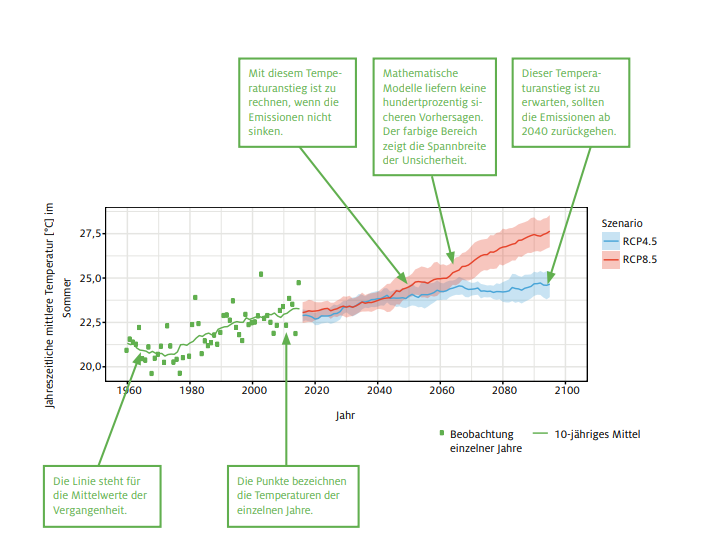 Mit diesem Tempe-
raturanstieg ist zu
rechnen, wenn die
Emissionen nicht
sinken.
Mathematische
Modelle liefern keine
hundertprozentig si-
cheren Vorhersagen.
Der farbige Bereich
zeigt die Spannbreite
der Unsicherheit.
Dieser Tempera-
turanstieg ist zu
erwarten, sollten
die Emissionen ab
2040 zurückgehen.
Jahreszeitliche mittlere Temperatur [°C] im
Sommer
27,5
25,0
22,5
20,0
1960
1980
2000
2020
2040
2060
2080
2100
Jahr
Szenario
RCP4.5
RCP8.5
Beobachtung
einzelner Jahre
10-jähriges Mittel
Die Linie steht für
die Mittelwerte der
Vergangenheit.
Die Punkte bezeichnen
die Temperaturen der
einzelnen Jahre.